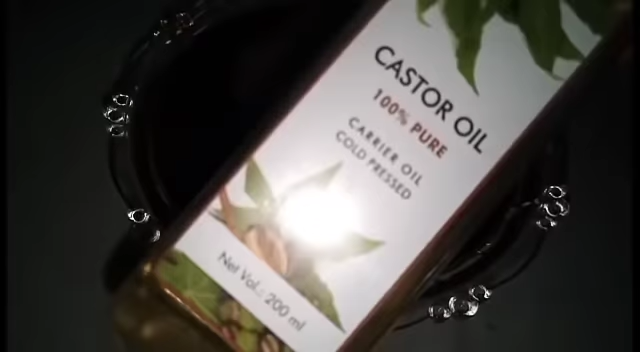 CASTOR OIL
100% PURE
CARRIER OIL
COLD PRESSED
Net Vol.: 200 ml